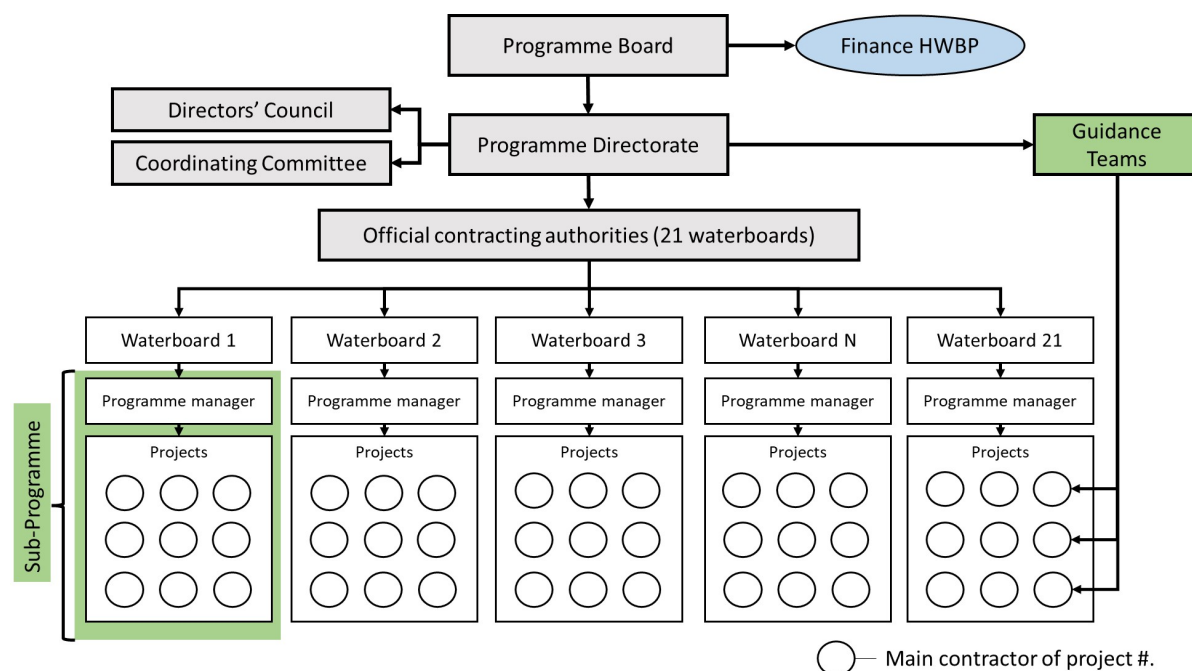 Programme Board
Finance HWBP
Directors’ Council
Coordinating Committee
Programme Directorate
Guidance
Teams
Official contracting authorities (21 waterboards)
Waterboard 1
Waterboard 2
Waterboard 3
Waterboard N
Waterboard 21
Sub-Programme
Programme manager
Programme manager
Programme manager
Programme manager
Programme manager
Projects
Projects
Projects
Projects
Projects
Main contractor of project #.